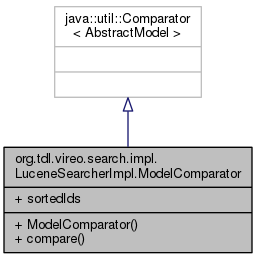 java::util::Comparator
< AbstractModel >
org.tdl.vireo.search.impl.
LuceneSearcherImpl.ModelComparator
+ sortedIds
+ ModelComparator()
+ compare()